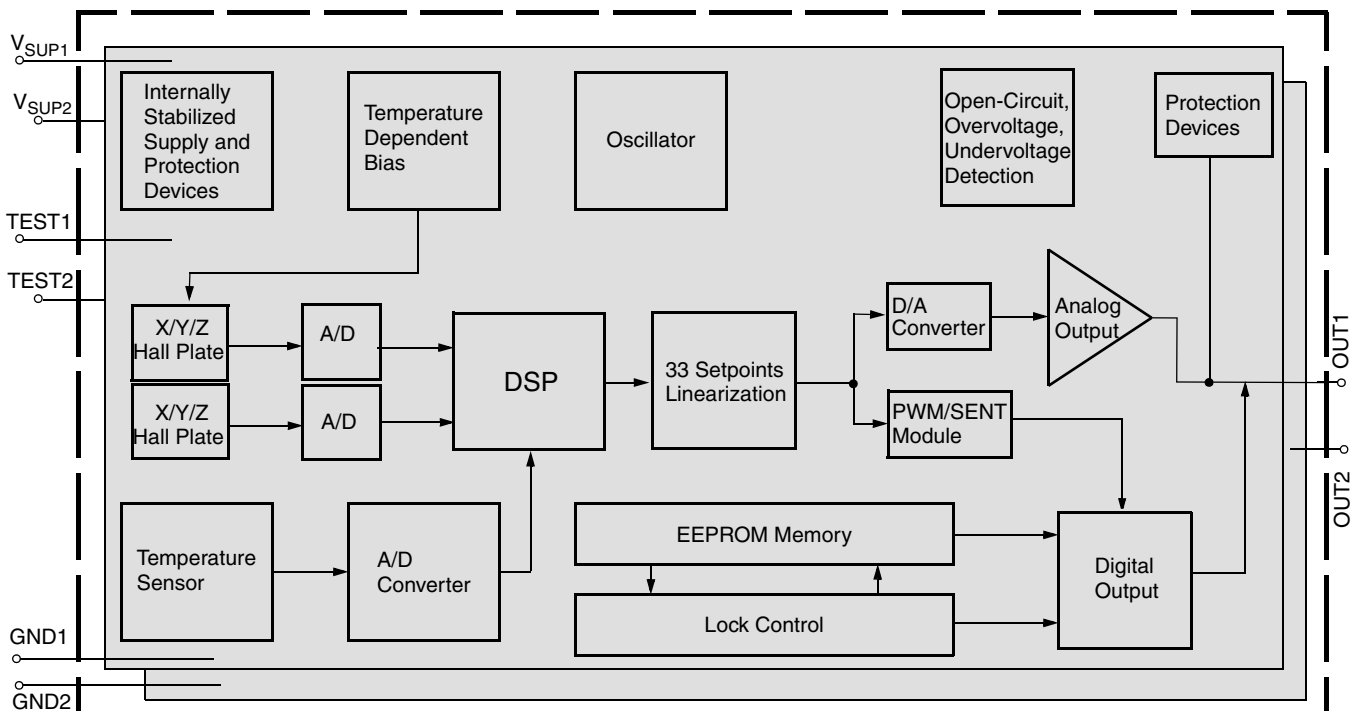 VSUP1
VSUP2
TEST1
TEST2
GND1
GND2
Internally
Stabilized
Supply and
Protection
Devices
Temperature
Dependent
Bias
Oscillator
Open-Circuit,
Overvoltage,
Undervoltage
Detection
Protection
Devices
X/Y/Z
Hall Plate
A/D
X/Y/Z
Hall Plate
A/D
DSP
33 Setpoints
Linearization
D/A
Converter
Analog
Output
PWM/SENT
Module
OUT1
OUT2
Temperature
Sensor
A/D
Converter
EEPROM Memory
Lock Control
Digital
Output